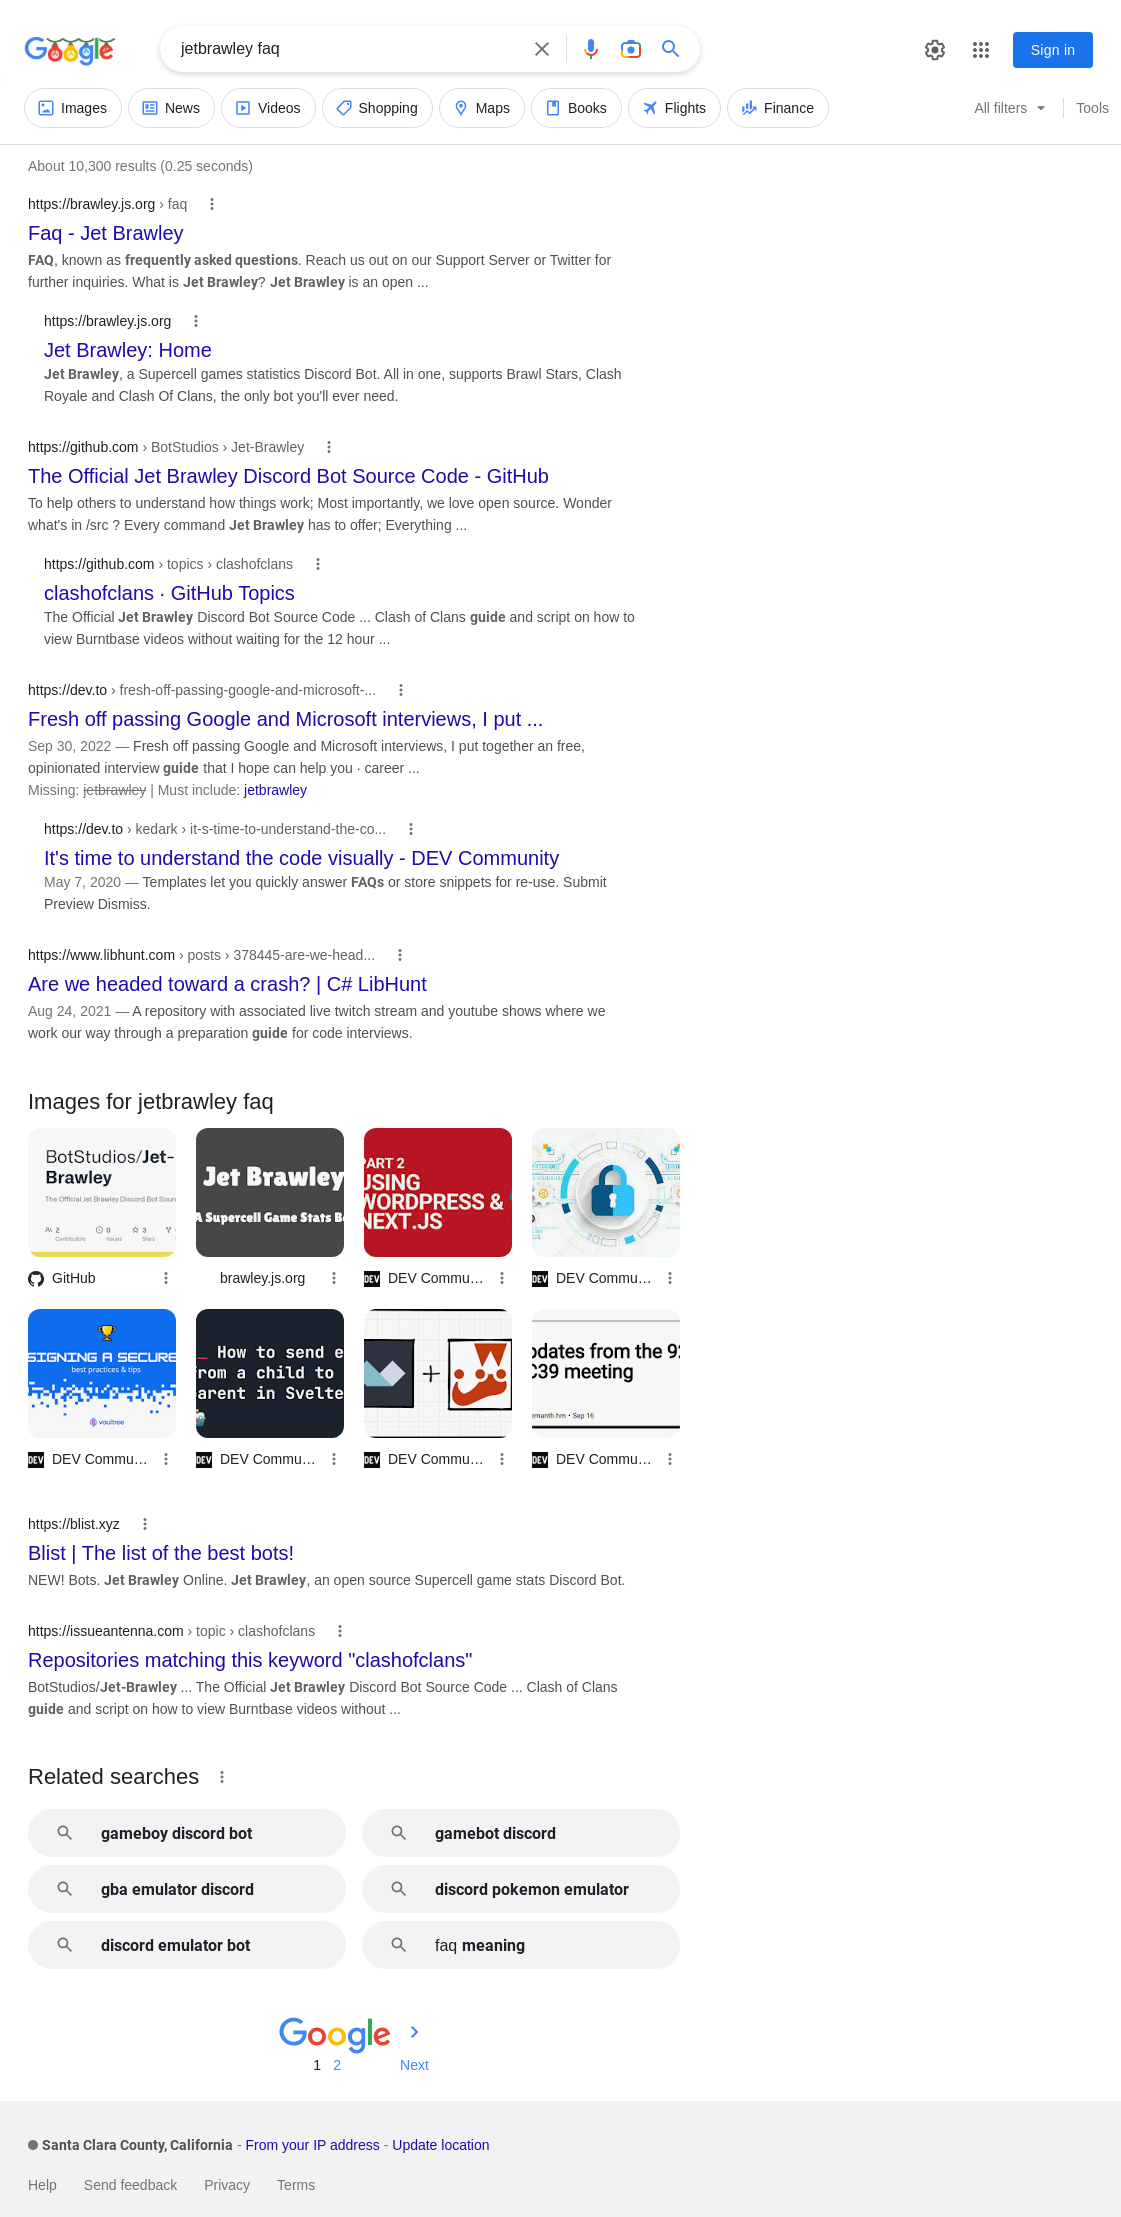 Google
jetbrawley faq
Sign in
Images News Videos Shopping Maps Books Flights Finance All filters Tools
About 10,300 results (0.25 seconds)
https://brawley.js.org › faq
Faq - Jet Brawley
FAQ, known as frequently asked questions. Reach us out on our Support Server or Twitter for
further inquiries. What is Jet Brawley? Jet Brawley is an open ...
https://brawley.js.org
Jet Brawley: Home
Jet Brawley, a Supercell games statistics Discord Bot. All in one, supports Brawl Stars, Clash
Royale and Clash Of Clans, the only bot you'll ever need.
https://github.com › BotStudios › Jet-Brawley
The Official Jet Brawley Discord Bot Source Code - GitHub
To help others to understand how things work; Most importantly, we love open source. Wonder
what's in /src ? Every command Jet Brawley has to offer; Everything ...
https://github.com › topics › clashofclans
clashofclans · GitHub Topics
The Official Jet Brawley Discord Bot Source Code ... Clash of Clans guide and script on how to
view Burntbase videos without waiting for the 12 hour ...
https://dev.to › fresh-off-passing-google-and-microsoft-...
Fresh off passing Google and Microsoft interviews, I put ...
Sep 30, 2022 — Fresh off passing Google and Microsoft interviews, I put together an free,
opinionated interview guide that I hope can help you · career ...
Missing: jetbrawley | Must include: jetbrawley
https://dev.to › kedark › it-s-time-to-understand-the-co...
It's time to understand the code visually - DEV Community
May 7, 2020 — Templates let you quickly answer FAQs or store snippets for re-use. Submit
Preview Dismiss.
https://www.libhunt.com › posts › 378445-are-we-head...
Are we headed toward a crash? | C# LibHunt
Aug 24, 2021 — A repository with associated live twitch stream and youtube shows where we
work our way through a preparation guide for code interviews.
Images for jetbrawley faq
BotStudios/Jet-
Brawley
The Official Jet Brawley Discord Bot Sour
2 0 3
Contributors Issues Stars
Jet Brawley
A Supercell Game Stats Bo
PART 2
USING
WORDPRESS &
NEXT.JS
GitHub
brawley.js.org
DEV DEV Commu...
DEV DEV Commu...
SIGNING A SECURE
best practices & tips
vaultree
How to send e
from a child to
arent in Svelte
+
pdates from the 92
C39 meeting
emanth.hm • Sep 16
DEV DEV Commu...
DEV DEV Commu...
DEV DEV Commu...
DEV DEV Commu...
https://blist.xyz
Blist | The list of the best bots!
NEW! Bots. Jet Brawley Online. Jet Brawley, an open source Supercell game stats Discord Bot.
https://issueantenna.com › topic › clashofclans
Repositories matching this keyword "clashofclans"
BotStudios/Jet-Brawley ... The Official Jet Brawley Discord Bot Source Code ... Clash of Clans
guide and script on how to view Burntbase videos without ...
Related searches
gameboy discord bot
gamebot discord
gba emulator discord
discord pokemon emulator
discord emulator bot
faq meaning
Google
1 2 Next
Santa Clara County, California - From your IP address - Update location
Help Send feedback Privacy Terms